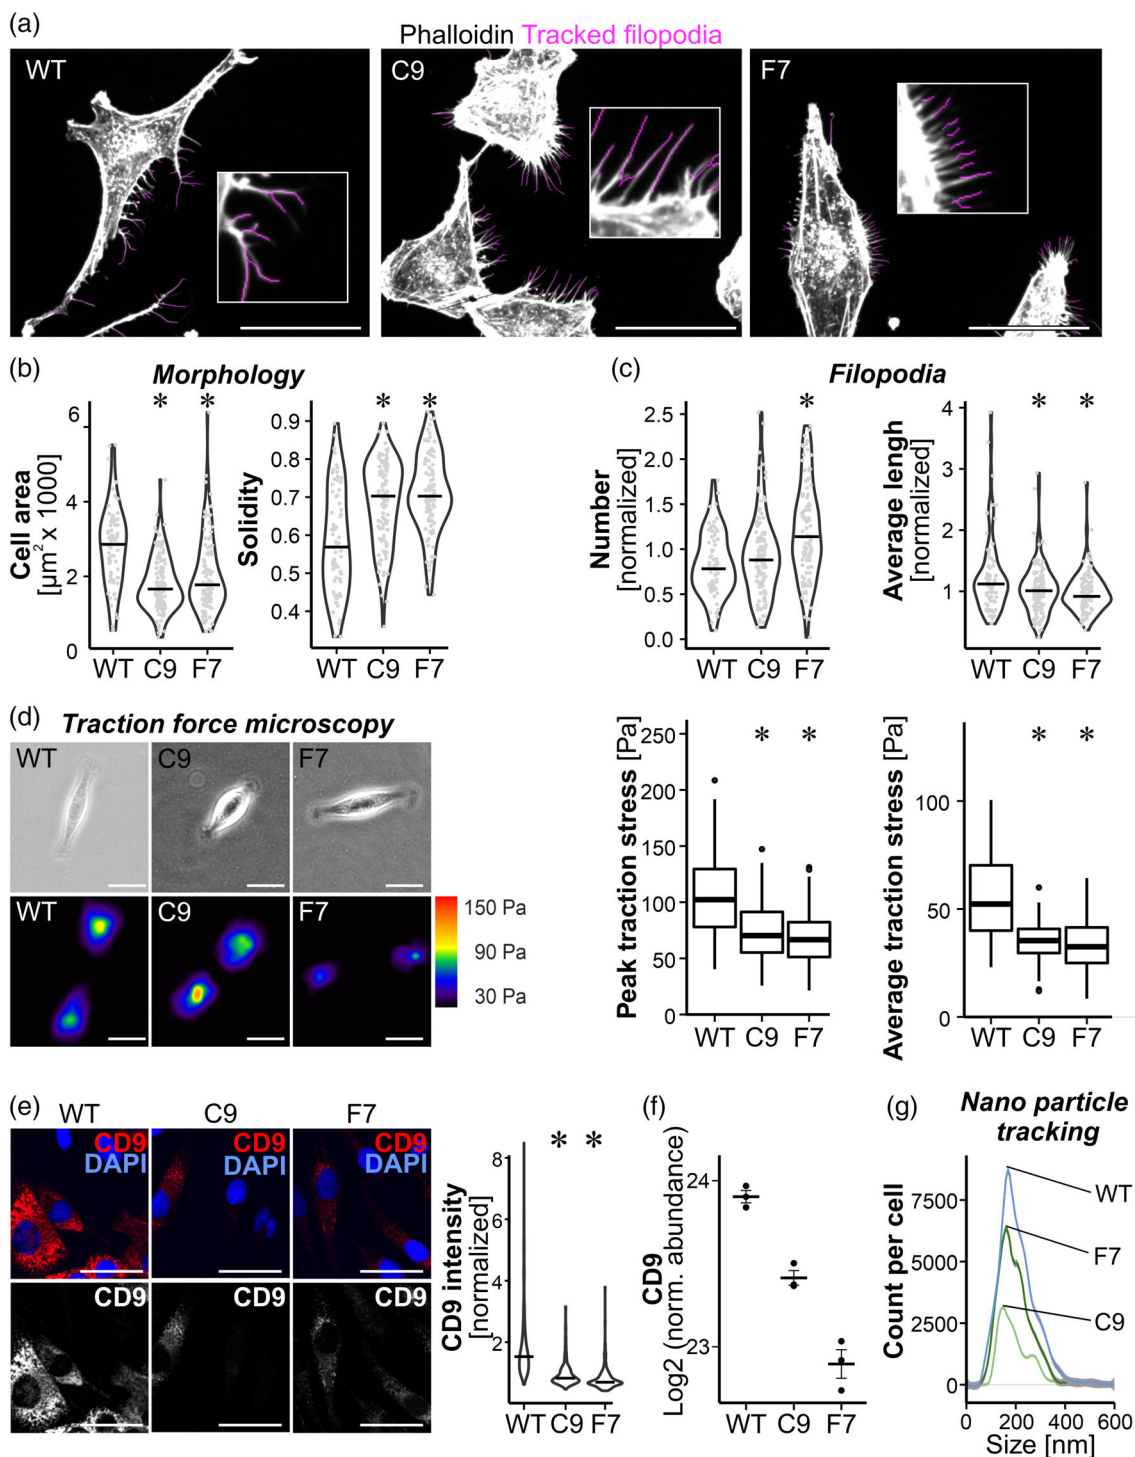 (a)
Phalloidin Tracked filopodia
WT
C9
F7
(b)
Morphology
Cell area
[µm² x 1000]
6
4
2
0
WT C9 F7
* *
Solidity
0.9
0.8
0.7
0.6
0.5
0.4
WT C9 F7
* *
(c)
Filopodia
Number
[normalized]
2.5
2.0
1.5
1.0
0.5
0.0
WT C9 F7
*
Average lengh
[normalized]
4
3
2
1
WT C9 F7
* *
(d)
Traction force microscopy
WT
C9
F7
WT
C9
F7
150 Pa
90 Pa
30 Pa
Peak traction stress [Pa]
250
200
150
100
50
0
WT C9 F7
* *
Average traction stress [Pa]
100
50
0
WT C9 F7
* *
(e)
WT
C9
F7
CD9
DAPI
CD9
DAPI
CD9
DAPI
CD9
CD9
CD9
CD9 intensity
[normalized]
8
6
4
2
WT C9 F7
* *
(f)
CD9
Log2 (norm. abundance)
24
23
WT C9 F7
(g)
Nano particle
tracking
Count per cell
7500
5000
2500
0
WT
F7
C9
0 200 400 600
Size [nm]